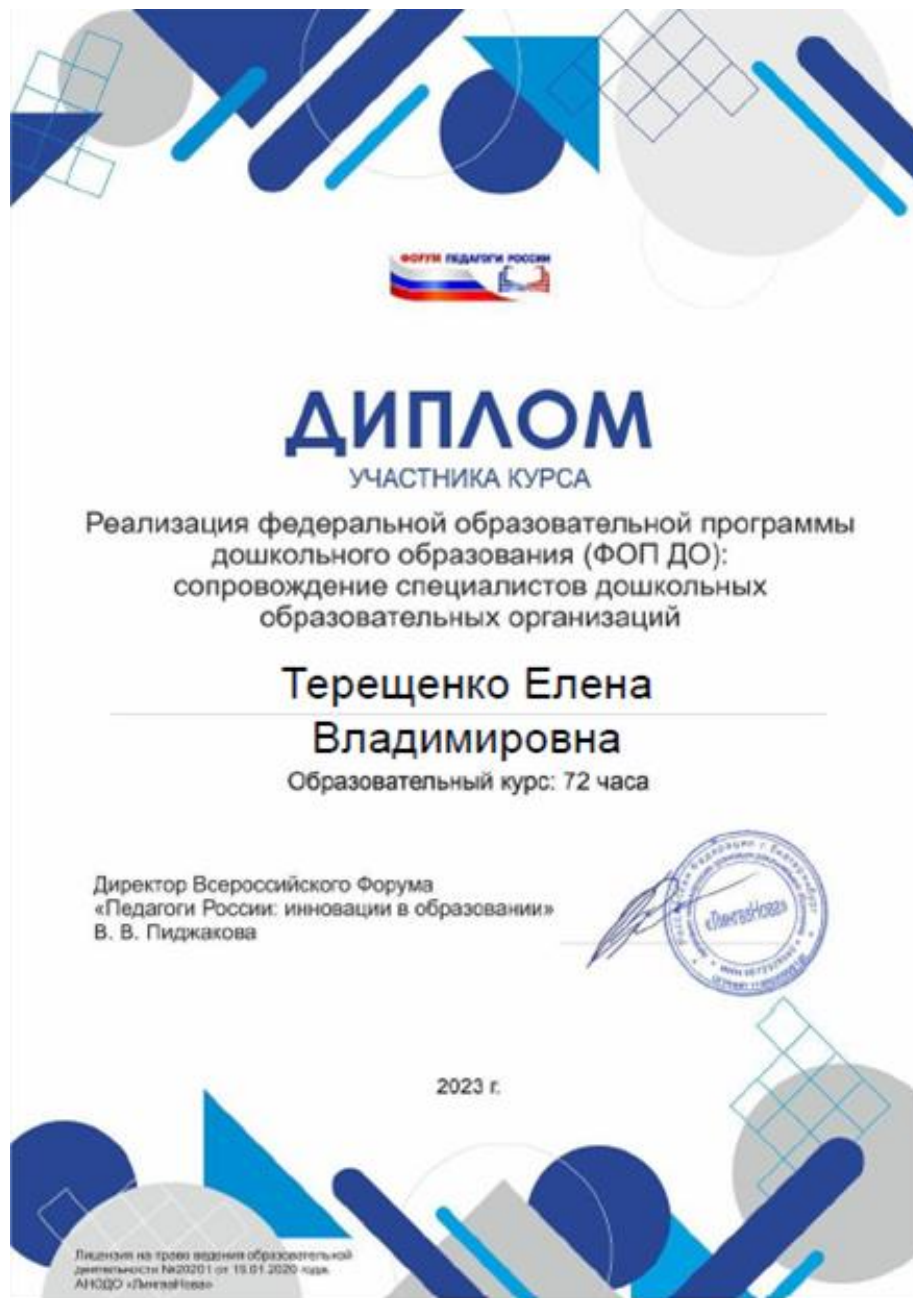 ФОРУМ ПЕДАГОГИ РОССИИ
ДИПЛОМ
УЧАСТНИКА КУРСА
Реализация федеральной образовательной программы
дошкольного образования (ФОП ДО):
сопровождение специалистов дошкольных
образовательных организаций
Терещенко Елена
Владимировна
Образовательный курс: 72 часа
Директор Всероссийского Форума
«Педагоги России: инновации в образовании»
В. В. Пиджакова
«ЛингваНова»
2023 г.
Лицензия на право ведения образовательной
деятельности №20201 от 15.01.2020 года.
АНОДО «ЛингваНова»